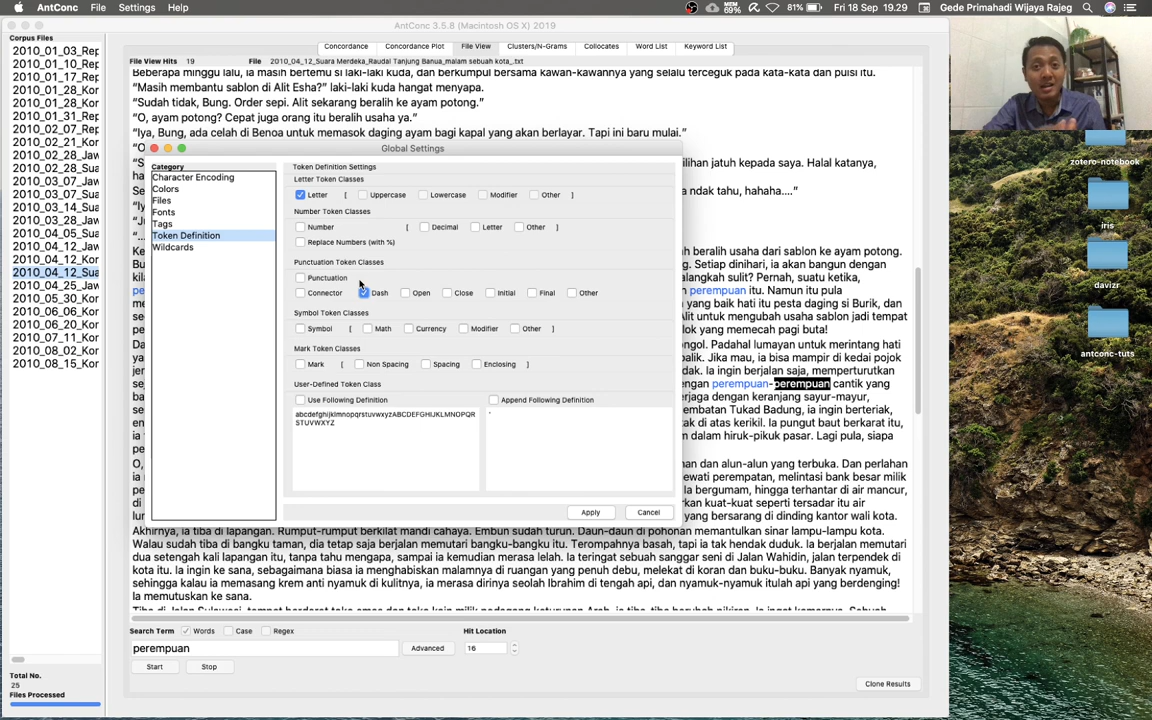 AntConc File Settings Help
MEM 69% 81% Fri 18 Sep 19.29 Gede Primahadi Wijaya Rajeg
AntConc 3.5.8 (Macintosh OS X) 2019
Corpus Files
2010_01_03_Rep
2010_01_10_Rep
2010_01_17_Rep
2010_01_28_Kor
2010_01_28_Kor
2010_01_31_Rep
2010_02_07_Rep
2010_02_21_Kor
2010_02_28_Jaw
2010_02_28_Sua
2010_03_07_Jaw
2010_03_07_Sua
2010_03_14_Sua
2010_03_28_Jaw
2010_04_05_Sua
2010_04_12_Jaw
2010_04_12_Kor
2010_04_12_Sua
2010_04_25_Jaw
2010_05_30_Kor
2010_06_06_Kor
2010_06_20_Kor
2010_07_11_Kor
2010_08_02_Kor
2010_08_15_Kor
Total No.
25
Files Processed
Concordance Concordance Plot File View Clusters/N-Grams Collocates Word List Keyword List
File View Hits 19 File 2010_04_12_Suara Merdeka_Raudal Tanjung Banua_malam sebuah kota_.txt
Beberapa minggu lalu, ia masih bertemu si laki-laki kuda, dan berkumpul bersama kawan-kawannya yang selalu terceguk pada kata-kata dan puisi itu.
“Masih membantu sablon di Alit Esha?” laki-laki kuda hangat menyapa.
“Sudah tidak, Bung. Order sepi. Alit sekarang beralih ke ayam potong.”
“O, ayam potong? Cepat juga orang itu beralih usaha ya.”
“Iya, Bung, ada celah di Benoa untuk memasok daging ayam bagi kapal yang akan berlayar. Tapi ini baru mulai.”
ilihan jatuh kepada saya. Halal katanya,
a ndak tahu, hahaha....”
h beralih usaha dari sablon ke ayam potong.
. Setiap dinihari, ia akan bangun dengan
alangkah sulit? Pernah, suatu ketika,
perempuan itu. Namun itu pula
yang baik hati itu pesta daging si Burik, dan
Alit untuk mengubah usaha sablon jadi tempat
lok yang memecah pagi buta!
ongol. Padahal lumayan untuk merintang hati
balik. Jika mau, ia bisa mampir di kedai pojok
dak. Ia ingin berjalan saja, memperturutkan
engan perempuan-perempuan cantik yang
erjaga dengan keranjang sayur-mayur,
embatan Tukad Badung, ia ingin berteriak,
k di atas kerikil. Ia pungut baut berkarat itu,
m dalam hiruk-pikuk pasar. Lagi pula, siapa
an dan alun-alun yang terbuka. Dan perlahan
ewati perempatan, melintasi bank besar milik
la bergumam, hingga terhantar di air mancur,
rkan kuat-kuat seperti tersadar itu air
yang bersarang di dinding kantor wali kota.
Akhirnya, ia tiba di lapangan. Rumput-rumput berkilat mandi cahaya. Embun sudah turun. Daun-daun di pohonan memantulkan sinar lampu-lampu kota.
Walau sudah tiba di bangku taman, dia tetap saja berjalan memutari bangku-bangku itu. Terompahnya basah, tapi ia tak hendak duduk. Ia berjalan memutari
dua setengah kali lapangan itu, tanpa tahu mengapa, sampai ia kemudian merasa lelah. Ia teringat sebuah sanggar seni di Jalan Wahidin, jalan terpendek di
kota itu. Ia ingin ke sana, sebagaimana biasa ia menghabiskan malamnya di ruangan yang penuh debu, melekat di koran dan buku-buku. Banyak nyamuk,
sehingga kalau ia memasang krem anti nyamuk di kulitnya, ia merasa dirinya seolah Ibrahim di tengah api, dan nyamuk-nyamuk itulah api yang berdenging!
Ia memutuskan ke sana.
Global Settings
Category
Character Encoding
Colors
Files
Fonts
Tags
Token Definition
Wildcards
Token Definition Settings
Letter Token Classes
Letter [ Uppercase Lowercase Modifier Other ]
Number Token Classes
Number [ Decimal Letter Other ]
Replace Numbers (with %)
Punctuation Token Classes
Punctuation
Connector Dash Open Close Initial Final Other
Symbol Token Classes
Symbol [ Math Currency Modifier Other ]
Mark Token Classes
Mark [ Non Spacing Spacing Enclosing ]
User-Defined Token Class
Use Following Definition Append Following Definition
abcdefghijklmnopqrstuvwxyzABCDEFGHIJKLMNOPQR
STUVWXYZ
'
Apply Cancel
Search Term Words Case Regex Hit Location
perempuan Advanced 16
Start Stop
Clone Results
zotero-notebook
iris
davizr
antconc-tuts